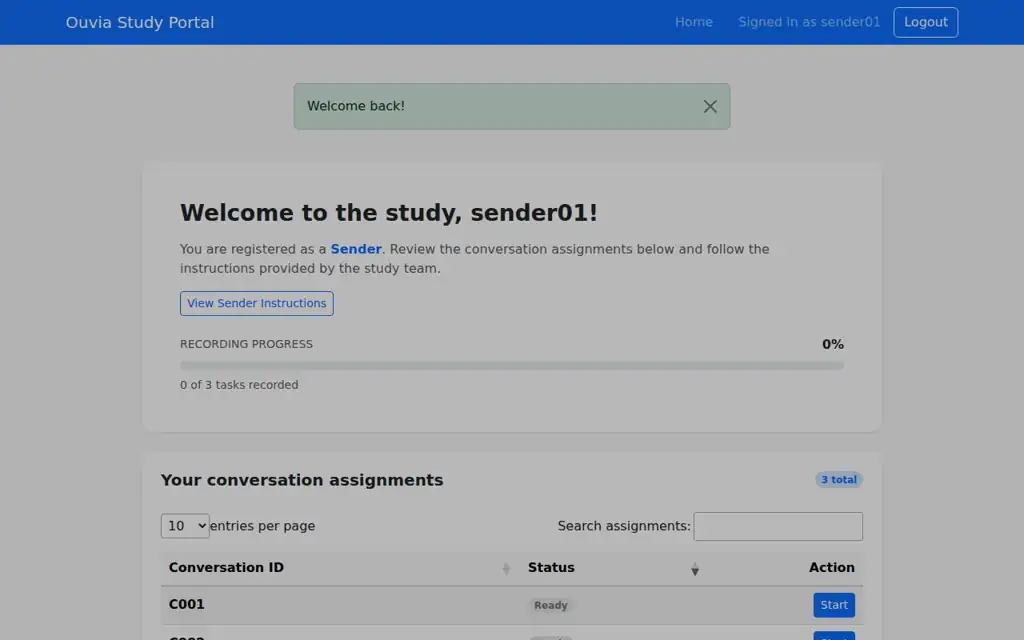 Ouvia Study Portal
Home
Signed in as sender01
Logout
Welcome back!
Welcome to the study, sender01!
You are registered as a Sender. Review the conversation assignments below and follow the
instructions provided by the study team.
View Sender Instructions
RECORDING PROGRESS
0%
0 of 3 tasks recorded
Your conversation assignments
3 total
10 entries per page
Search assignments:
Conversation ID
Status
Action
C001
Ready
Start